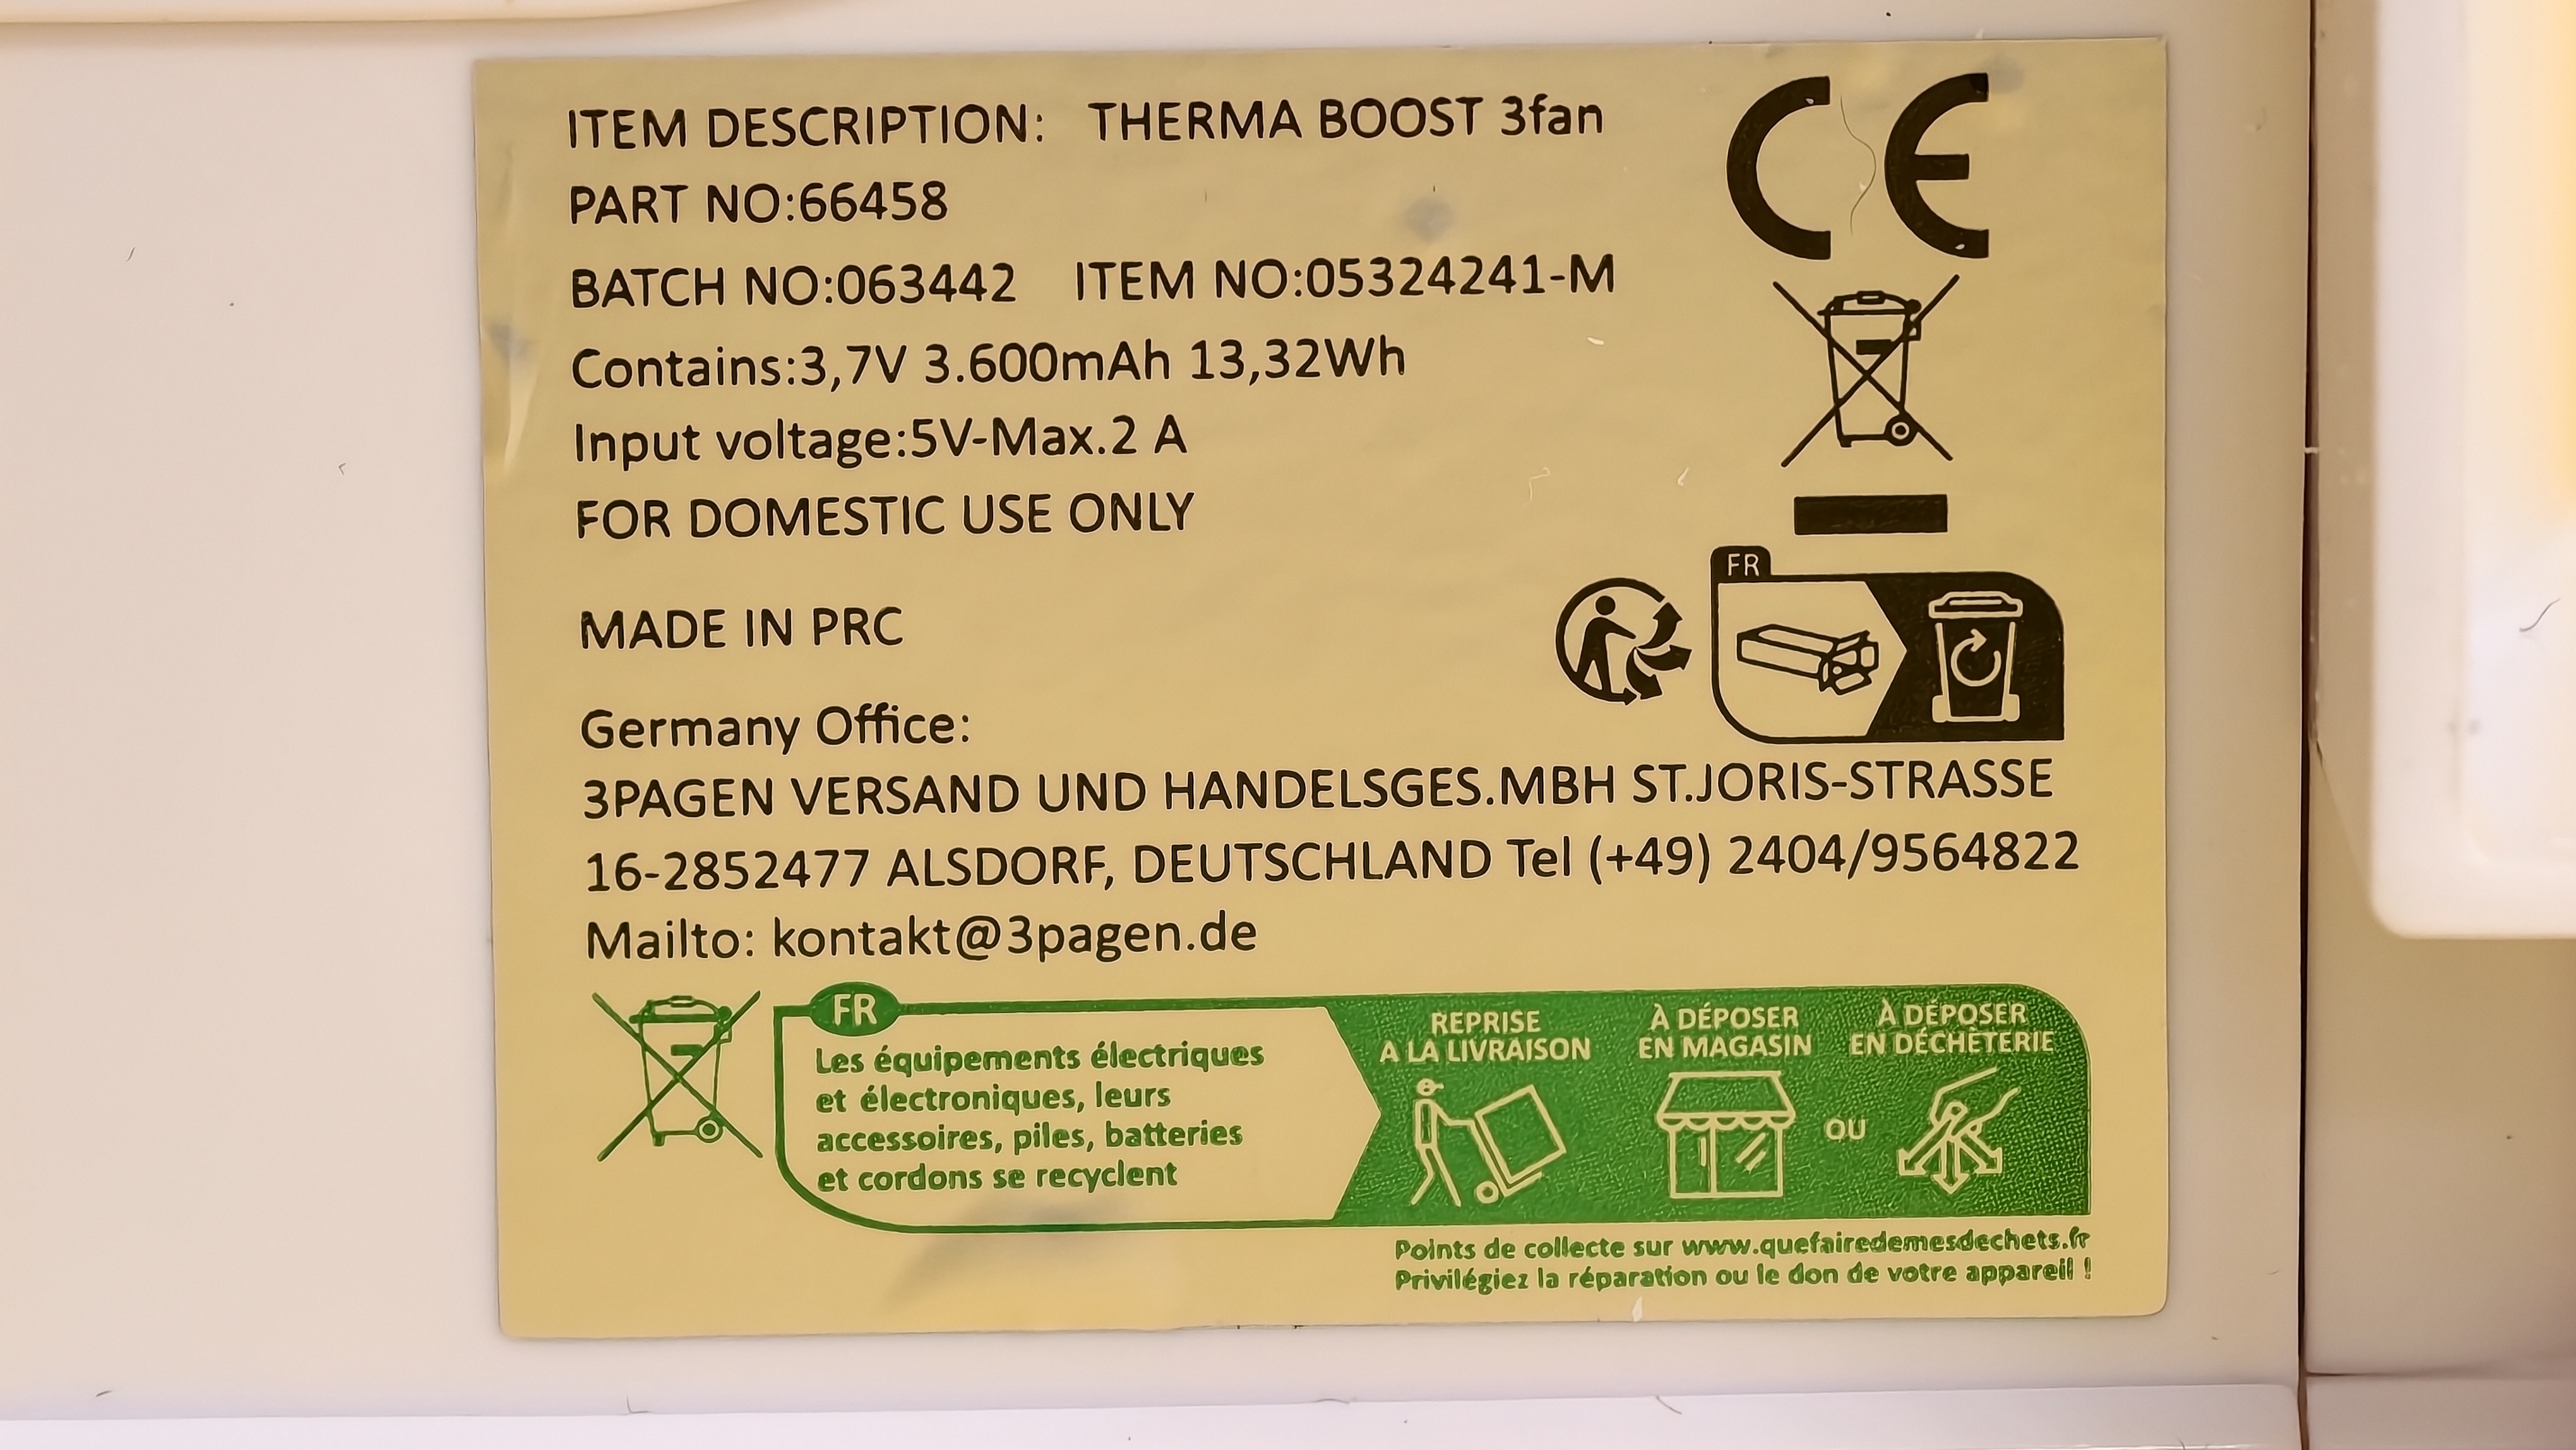 ITEM DESCRIPTION: THERMA BOOST 3fan
PART NO:66458
BATCH NO:063442 ITEM NO:05324241-M
Contains:3,7V 3.600mAh 13,32Wh
Input voltage:5V-Max.2 A
FOR DOMESTIC USE ONLY
MADE IN PRC
FR
Germany Office:
3PAGEN VERSAND UND HANDELSGES.MBH ST.JORIS-STRASSE
16-2852477 ALSDORF, DEUTSCHLAND Tel (+49) 2404/9564822
Mailto: kontakt@3pagen.de
FR
Les équipements électriques
et électroniques, leurs
accessoires, piles, batteries
et cordons se recyclent
REPRISE
A LA LIVRAISON
À DÉPOSER
EN MAGASIN
OU
À DÉPOSER
EN DÉCHÈTERIE
Points de collecte sur www.quefairedemesdechets.fr
Privilégiez la réparation ou le don de votre appareil !